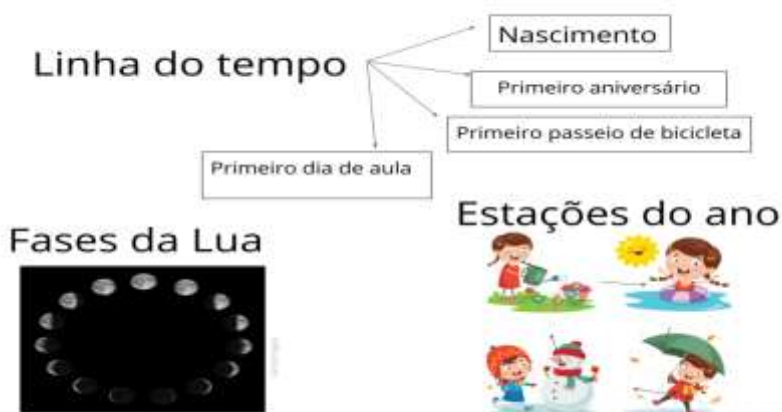 Linha do tempo
Nascimento
Primeiro aniversário
Primeiro passeio de bicicleta
Primeiro dia de aula
Estações do ano
Fases da Lua